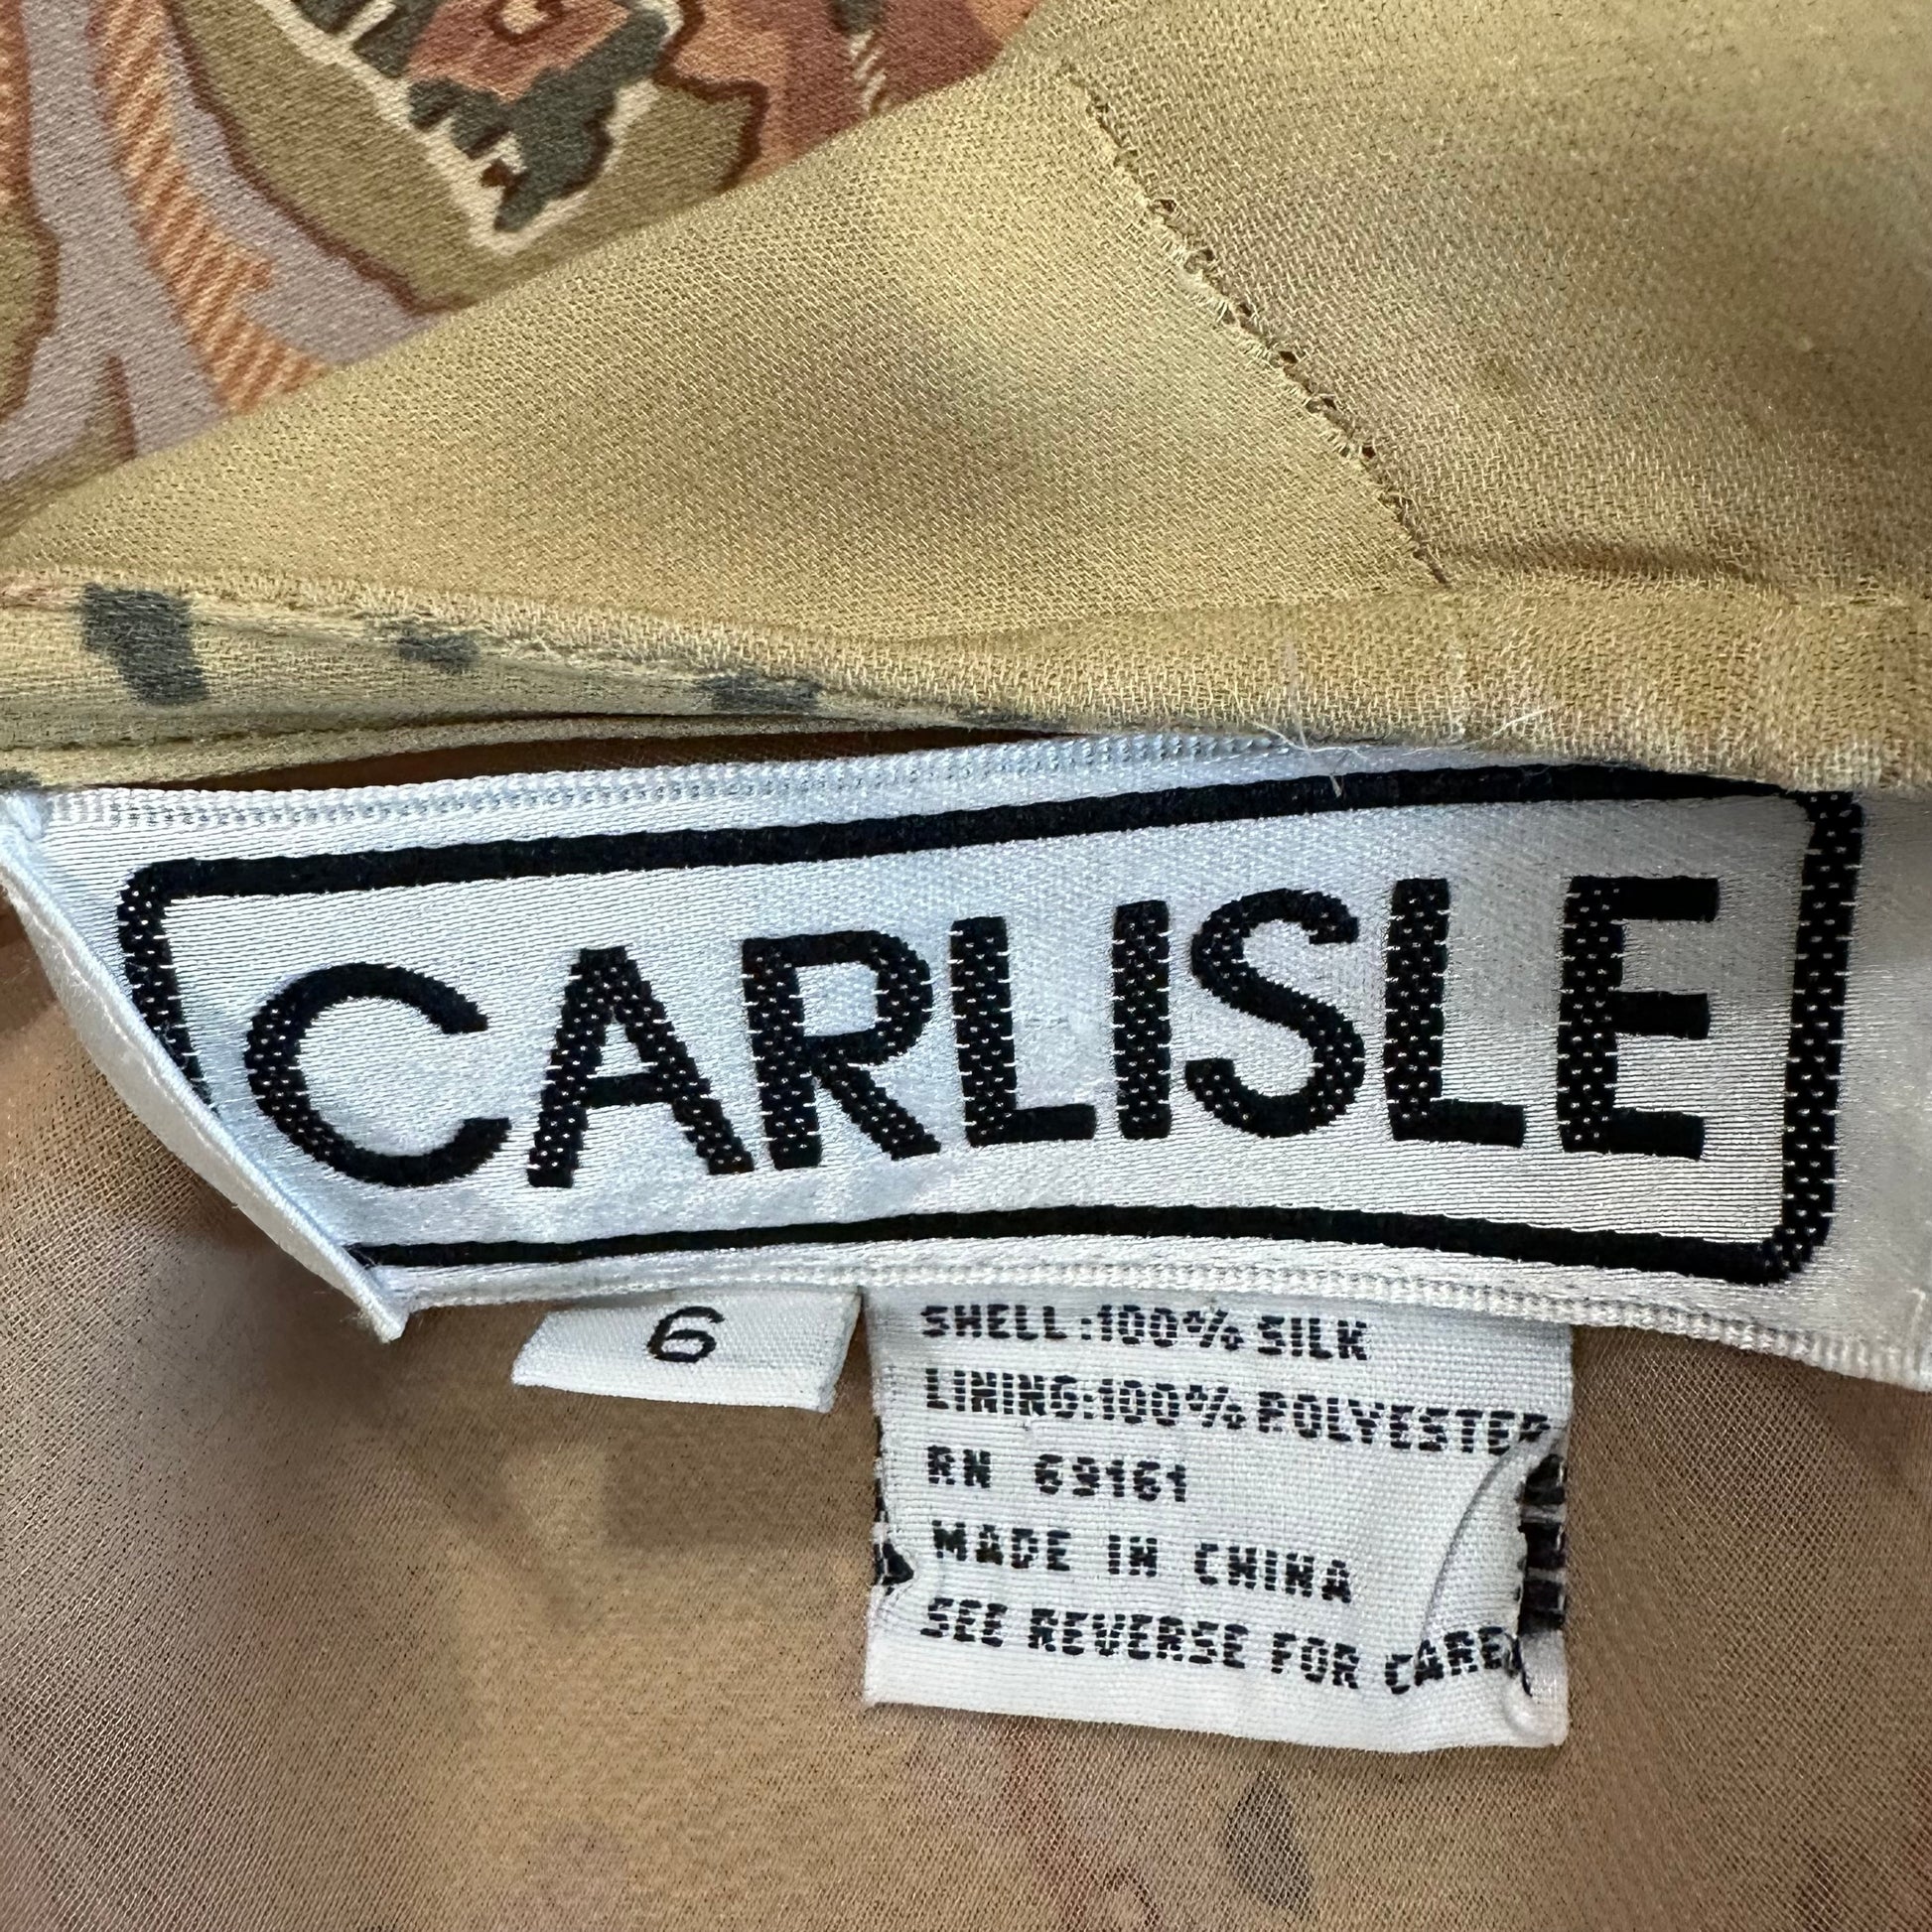 CARLISLE
6
SHELL:100% SILK
LINING:100% POLYESTER
RN 69161
MADE IN CHINA
SEE REVERSE FOR CARE